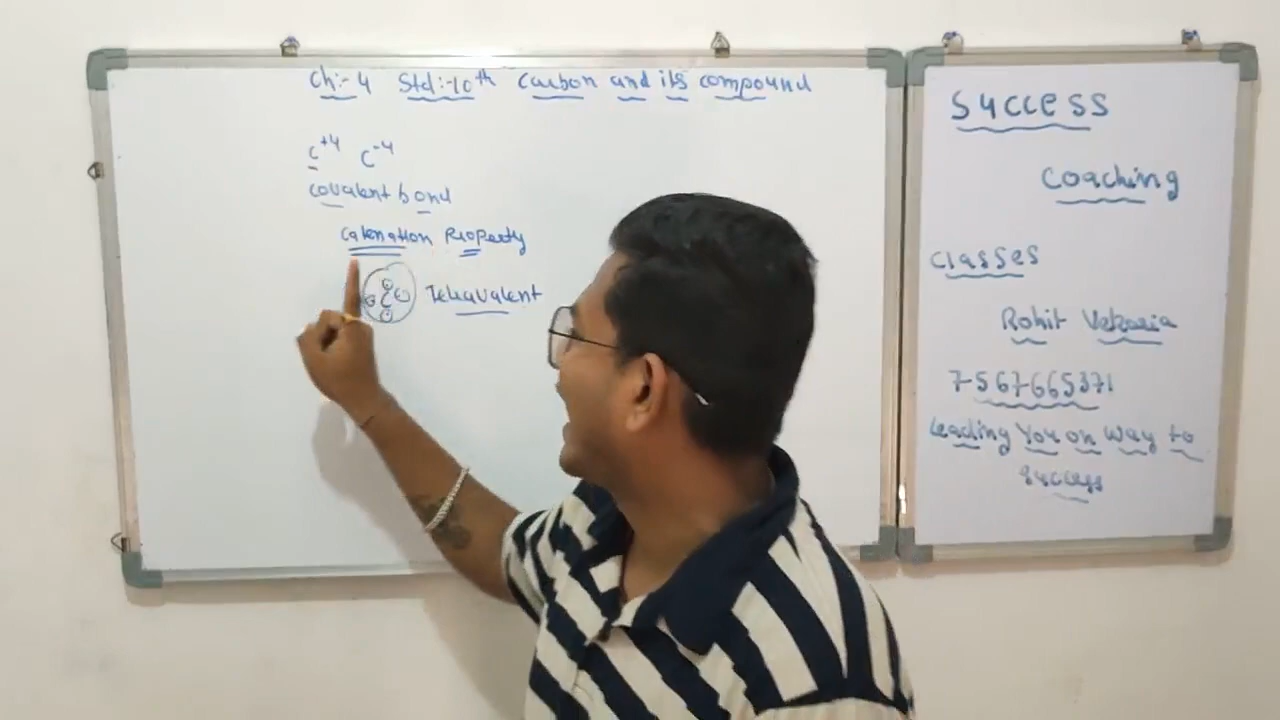 Ch:- 4 Std:-10th Carbon and its compound
C+4 C-4
Covalent bond
Catenation Property
C
Tetravalent
Success
Coaching
Classes
Rohit Vekaria
7567665371
Leading You on Way to
Success